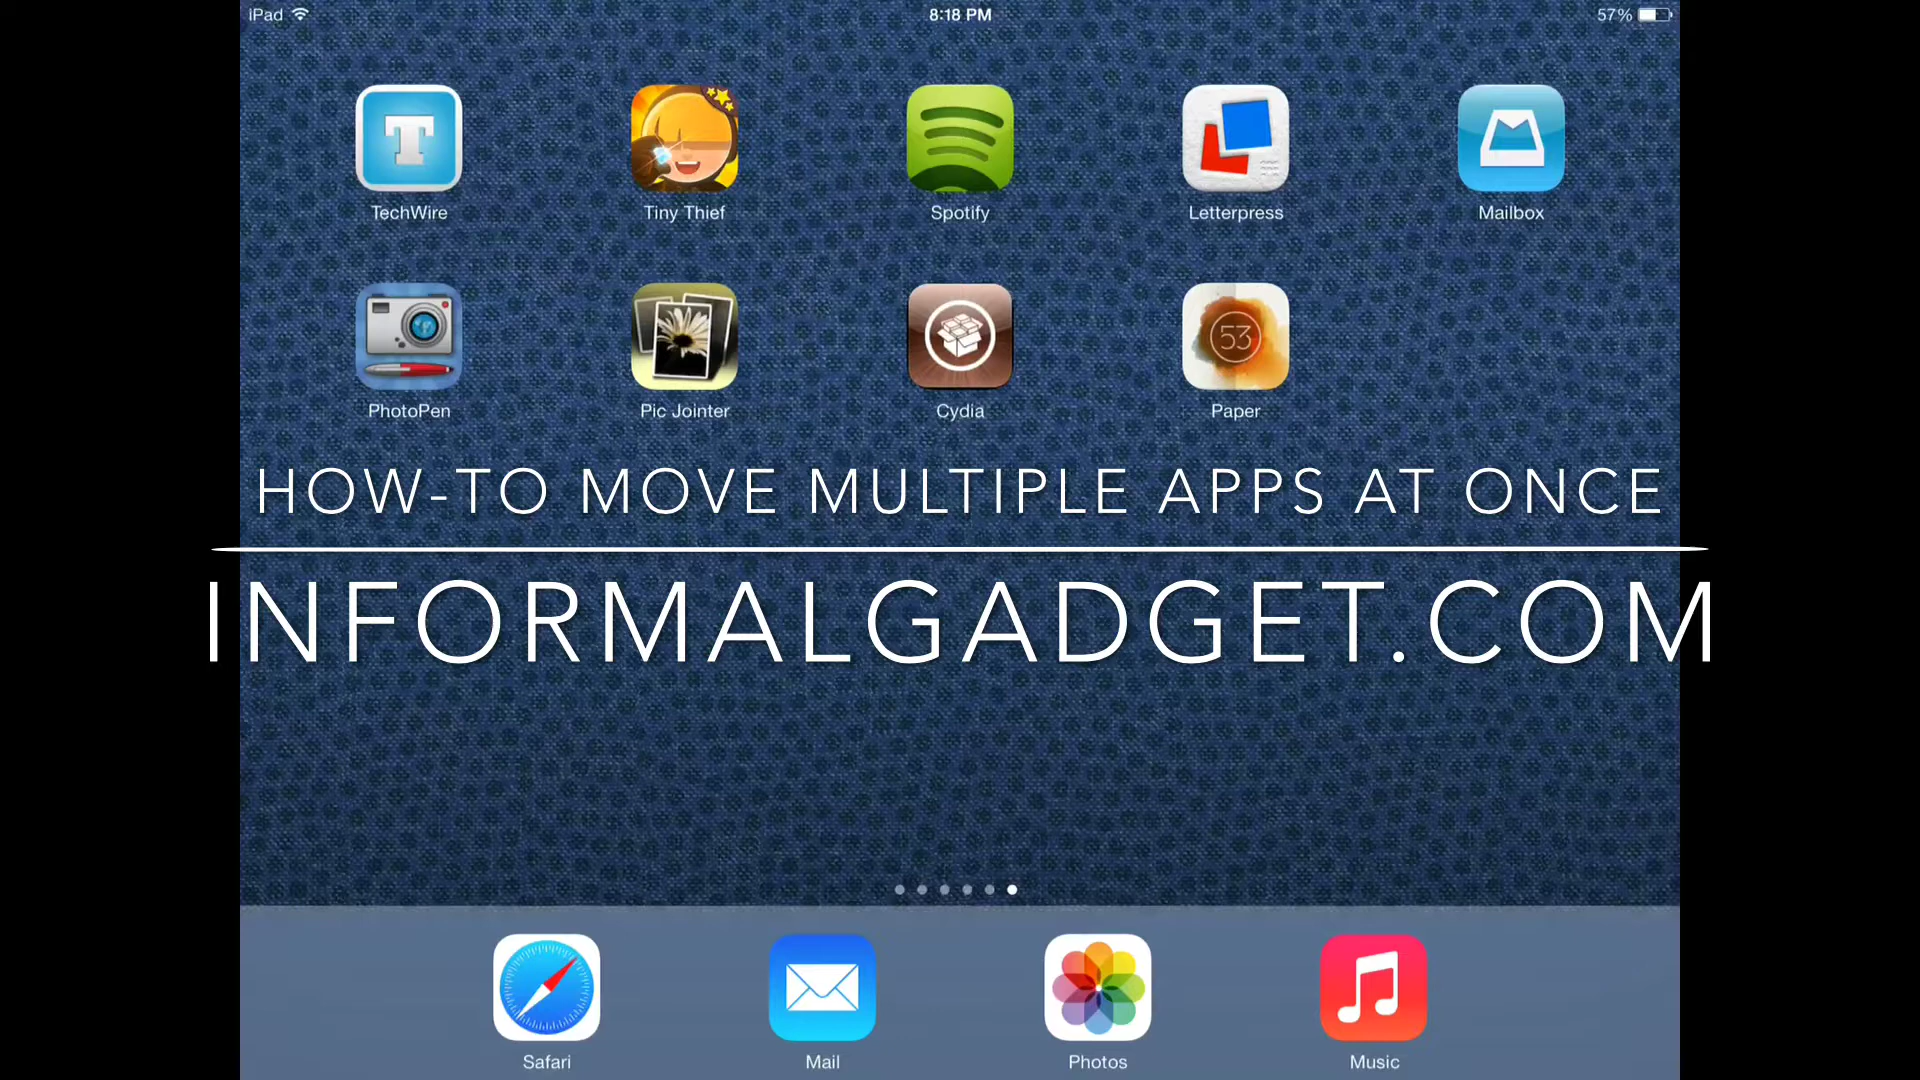 iPad 8:18 PM 57%
T
TechWire Tiny Thief Spotify Letterpress Mailbox
53
PhotoPen Pic Jointer Cydia Paper
HOW-TO MOVE MULTIPLE APPS AT ONCE
INFORMALGADGET.COM
Safari Mail Photos Music